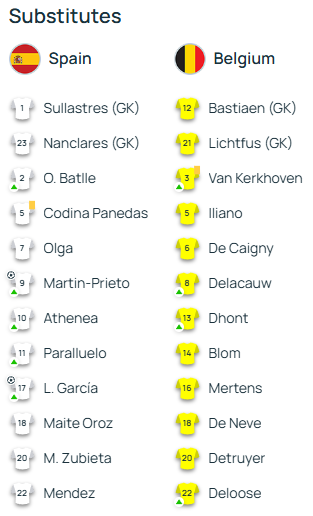 Substitutes
Spain
1 Sullastres (GK)
23 Nanclares (GK)
2 O. Batlle
5 Codina Panedas
7 Olga
9 Martin-Prieto
10 Athenea
11 Paralluelo
17 L. García
18 Maite Oroz
20 M. Zubieta
22 Mendez
Belgium
12 Bastiaen (GK)
21 Lichtfus (GK)
3 Van Kerkhoven
5 Iliano
6 De Caigny
8 Delacauw
13 Dhont
14 Blom
16 Mertens
18 De Neve
20 Detruyer
22 Deloose